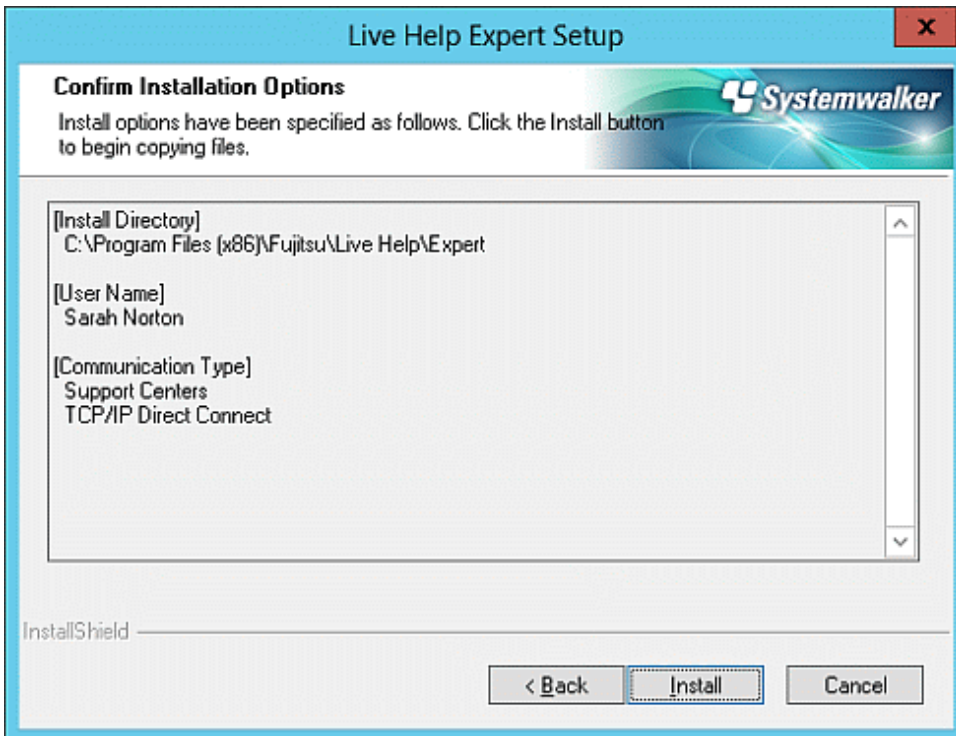 Live Help Expert Setup
x
Confirm Installation Options
Install options have been specified as follows. Click the Install button
to begin copying files.
Systemwalker
[Install Directory]
C:\Program Files (x86)\Fujitsu\Live Help\Expert
[User Name]
Sarah Norton
[Communication Type]
Support Centers
TCP/IP Direct Connect
InstallShield
< Back
Install
Cancel